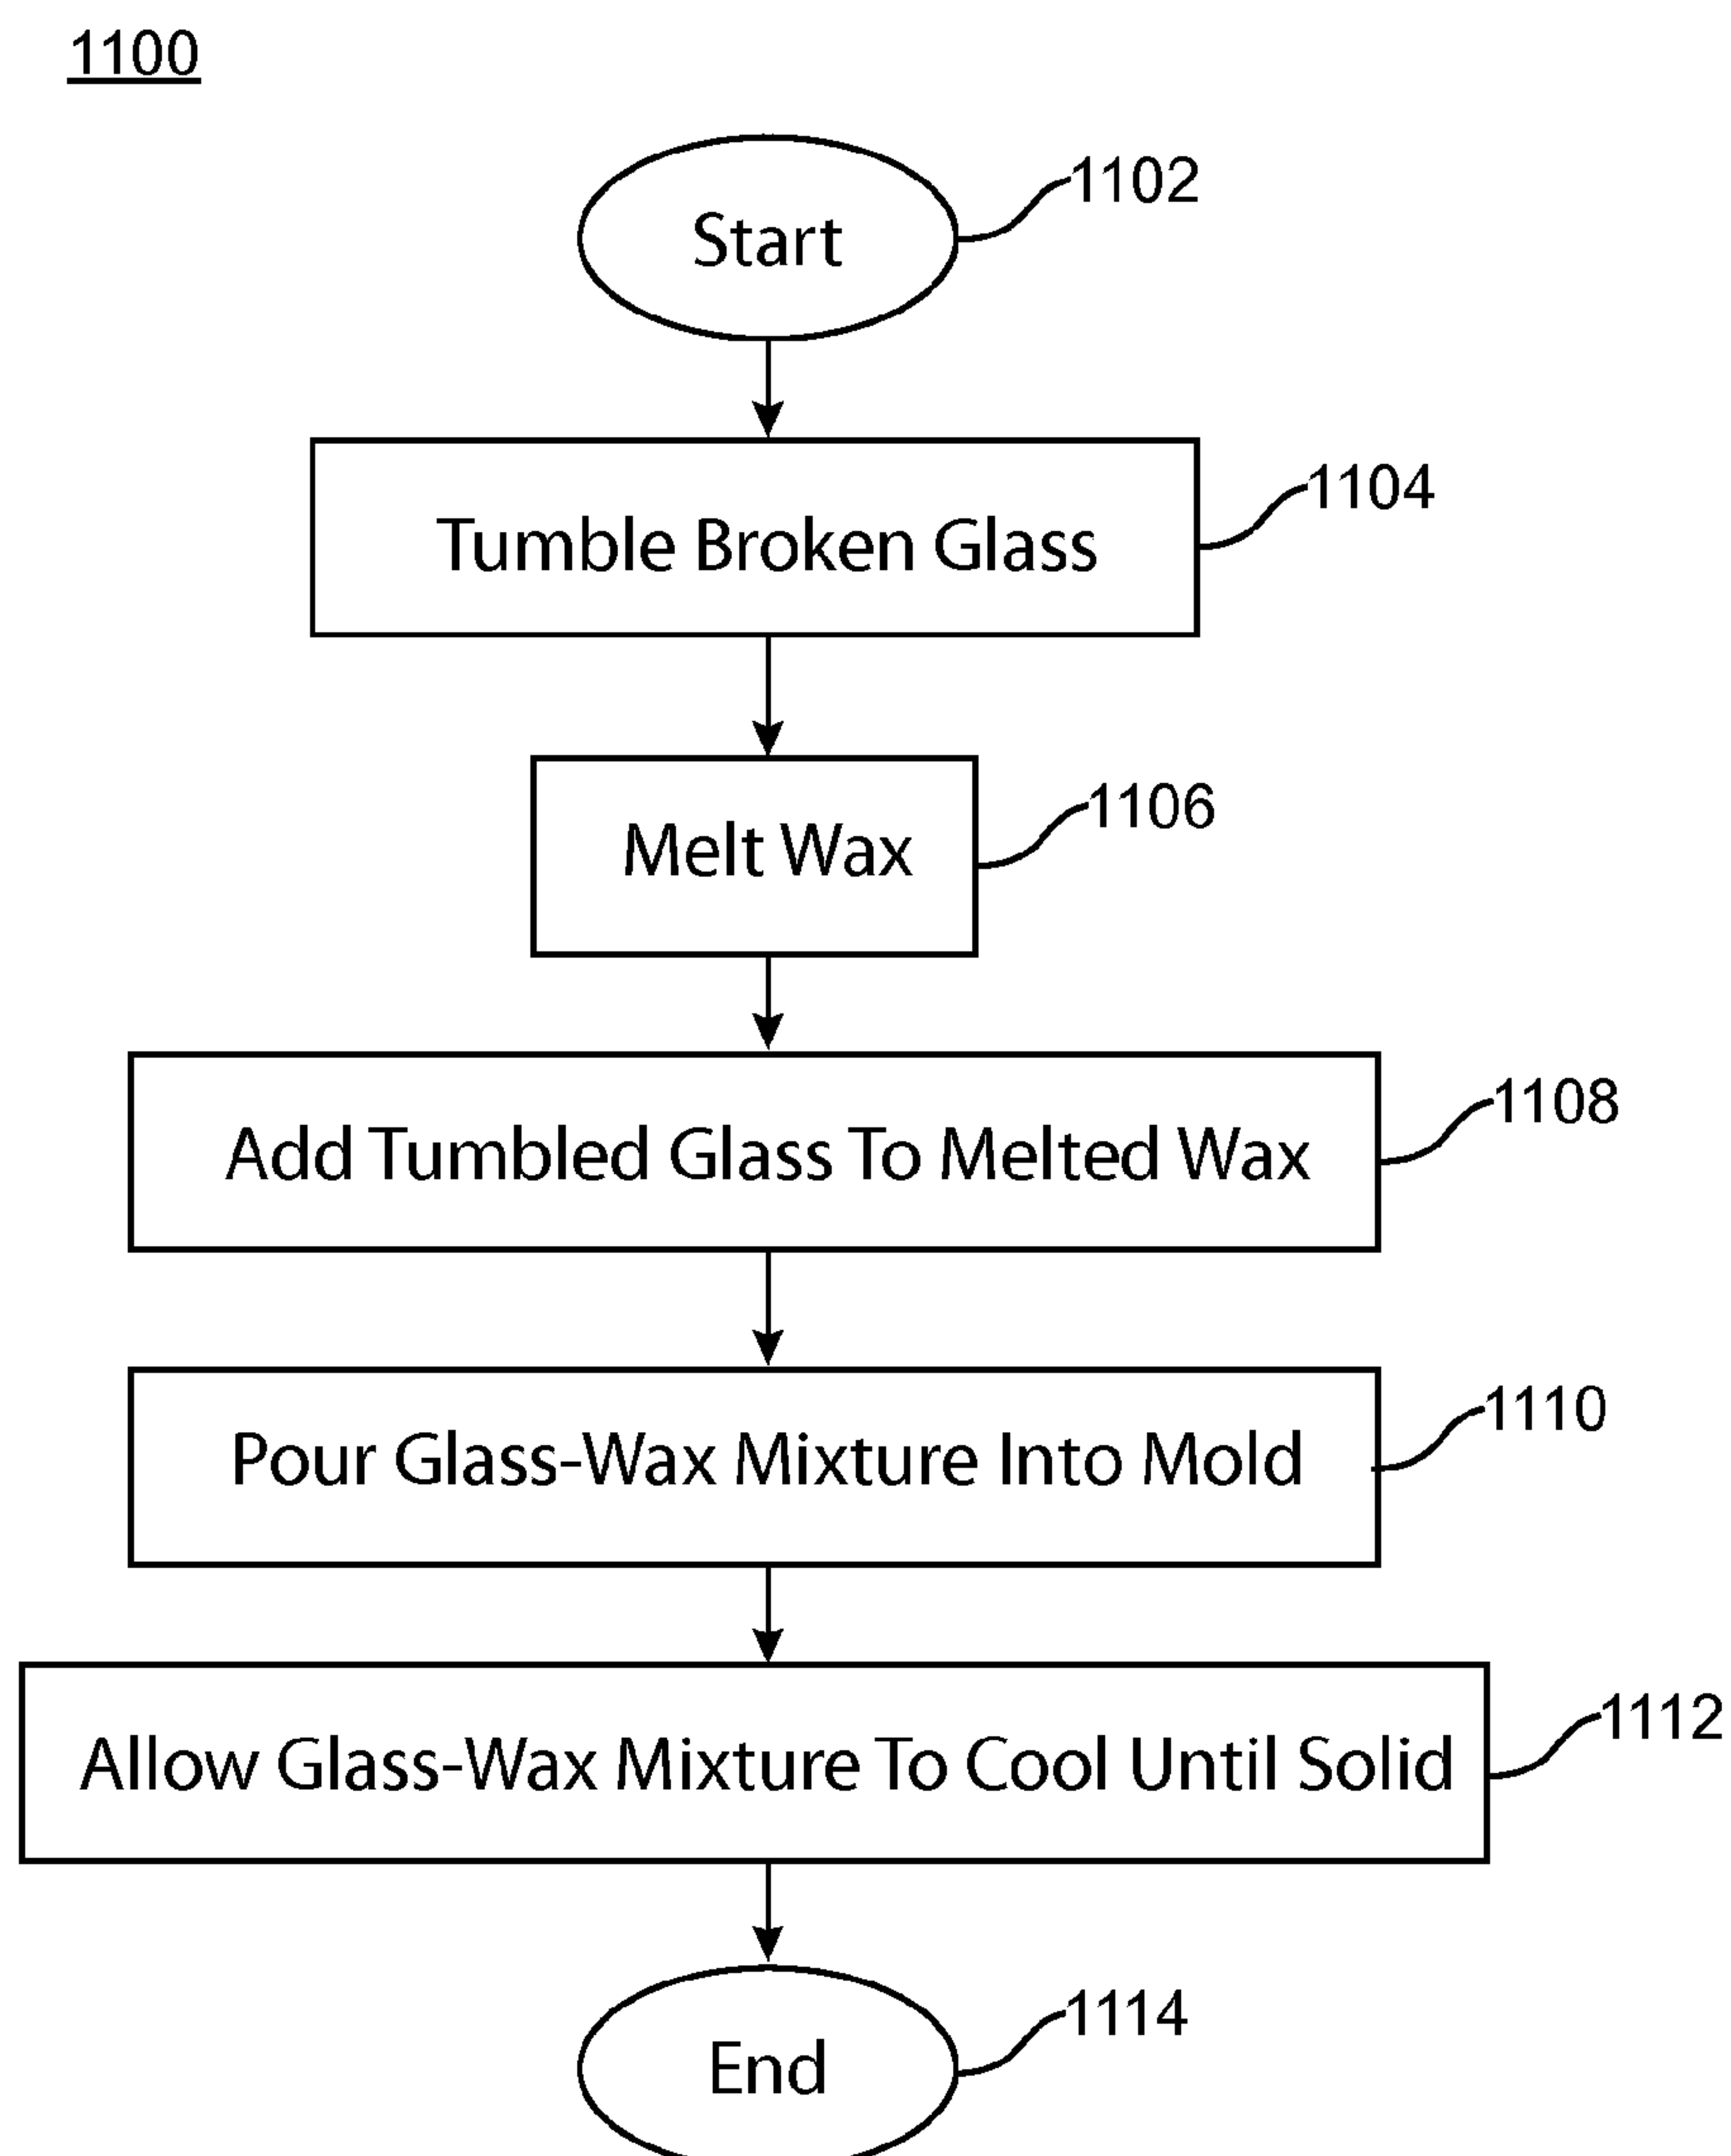 1100
1102
Start
1104
Tumble Broken Glass
1106
Melt Wax
1108
Add Tumbled Glass To Melted Wax
1110
Pour Glass-Wax Mixture Into Mold
1112
Allow Glass-Wax Mixture To Cool Until Solid
1114
End